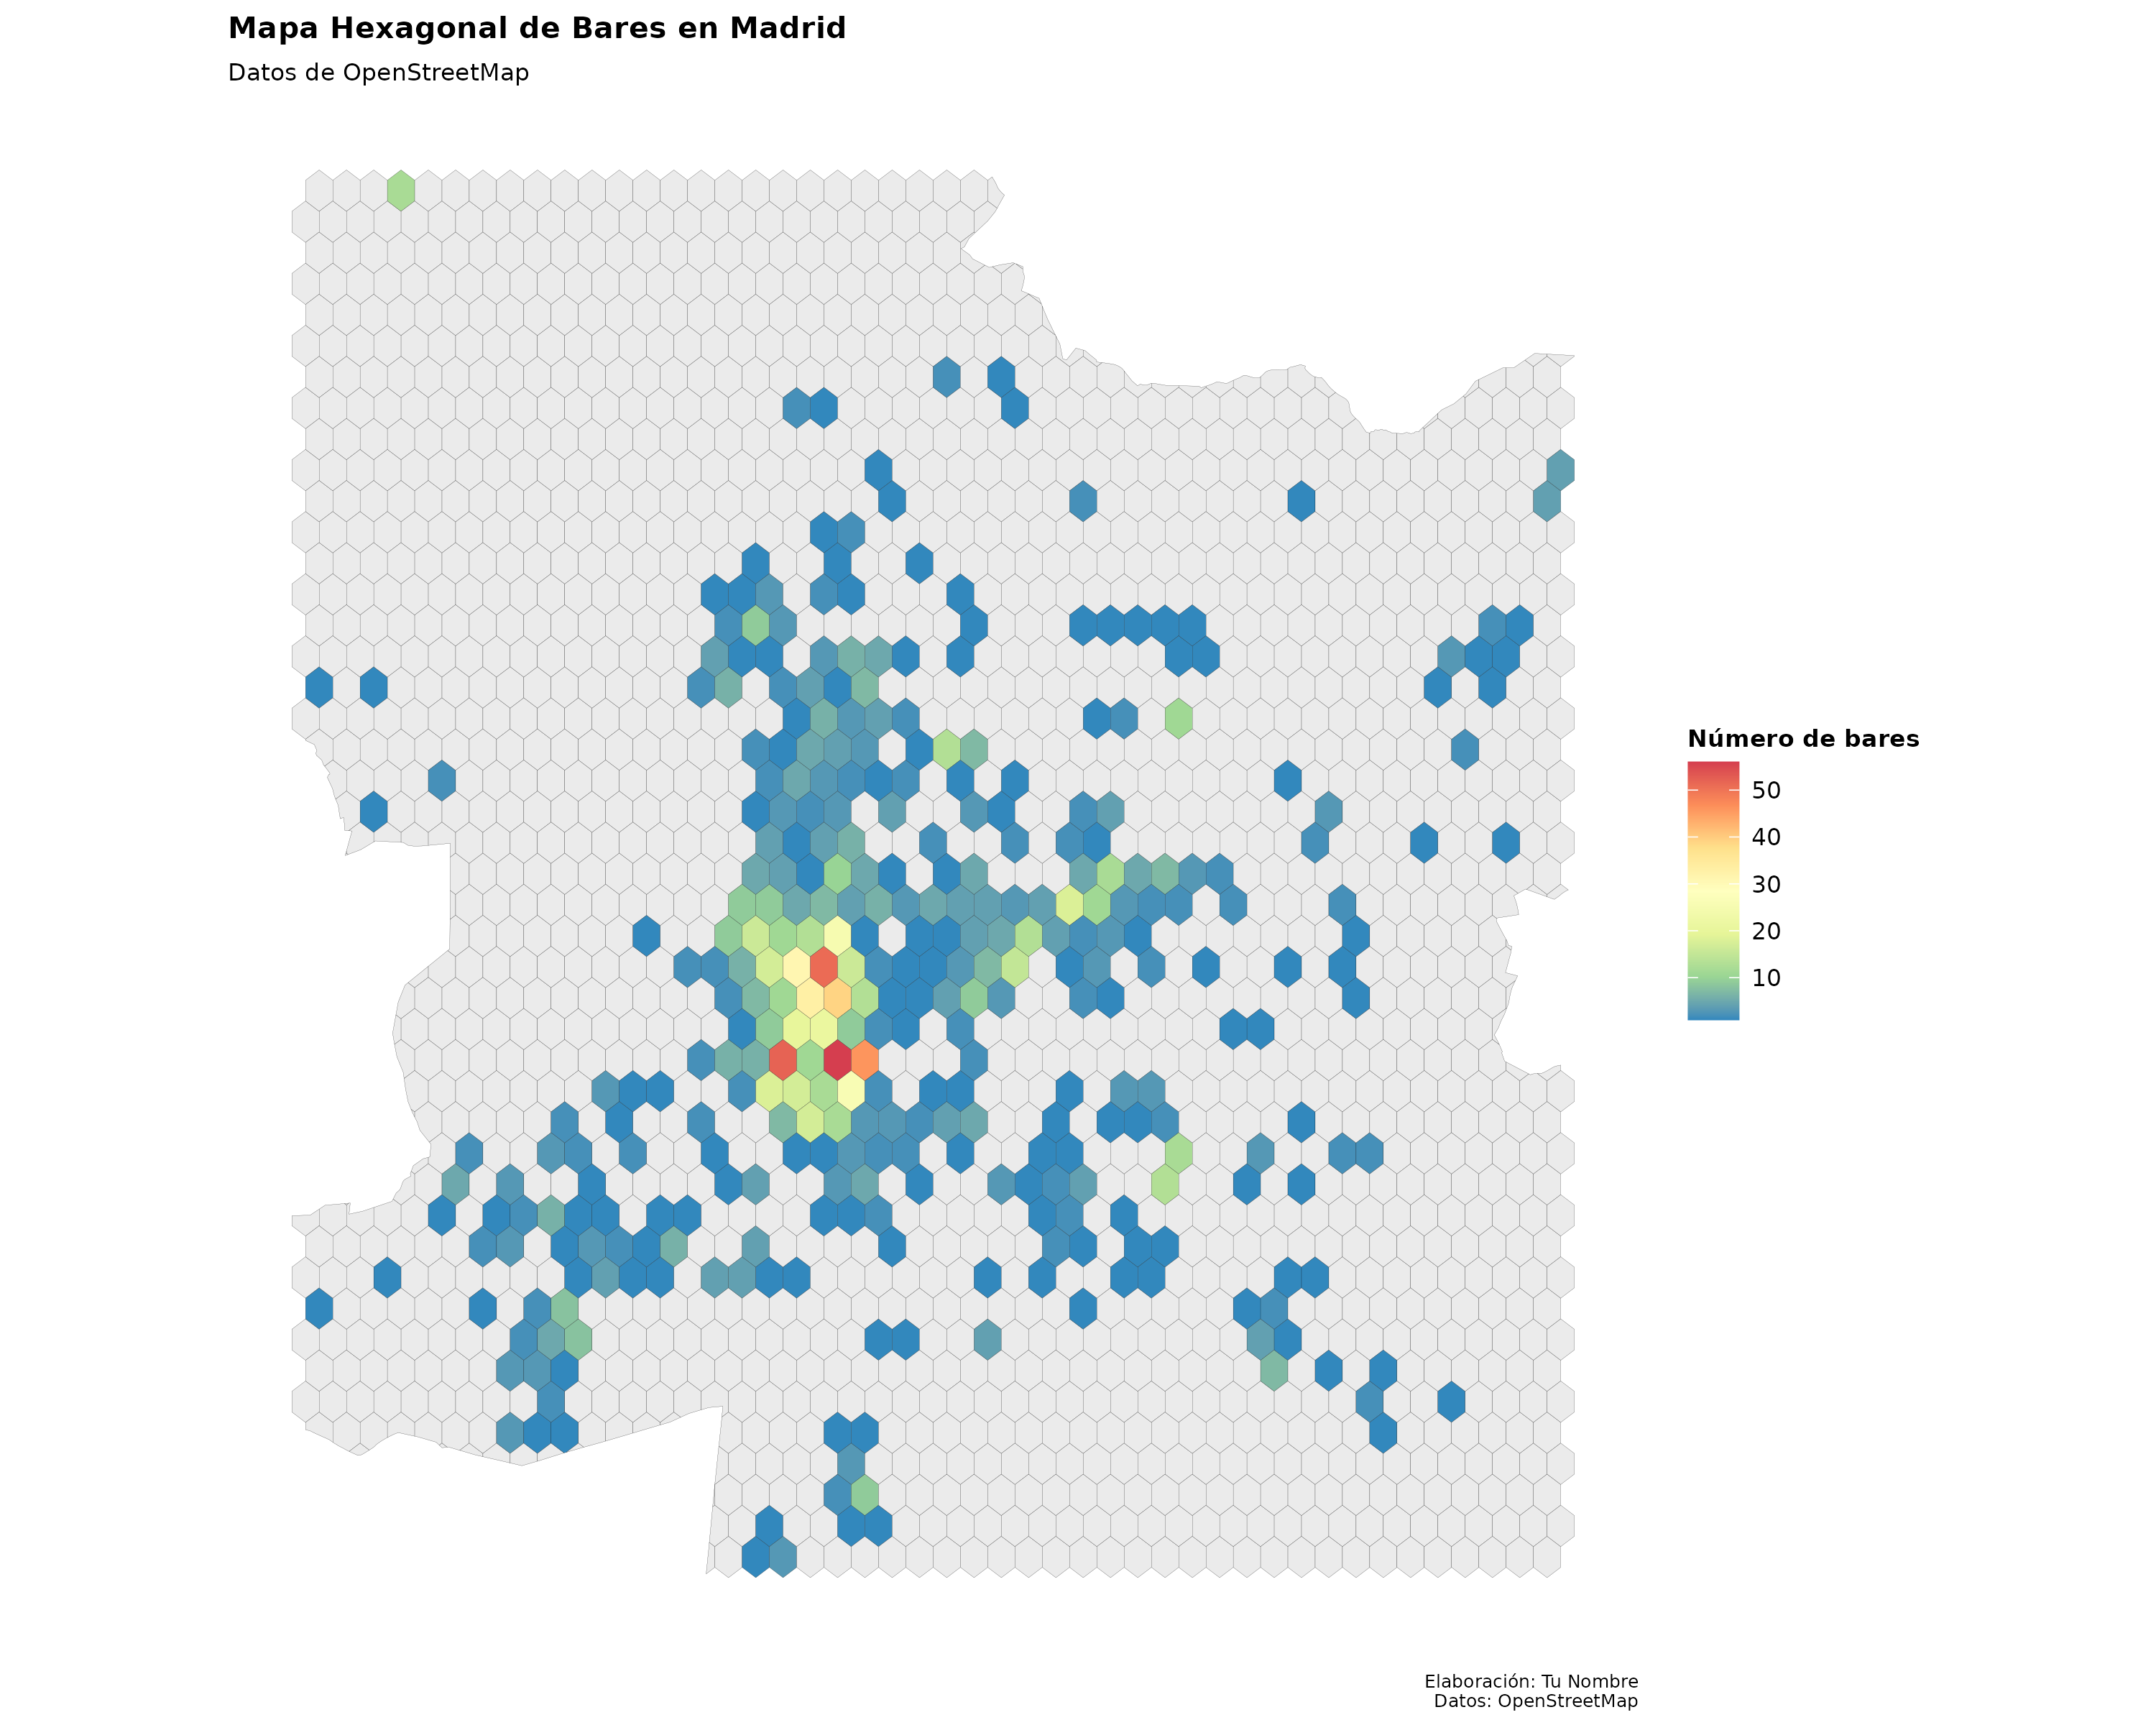 Mapa Hexagonal de Bares en Madrid
Datos de OpenStreetMap
Número de bares
50
40
30
20
10
Elaboración: Tu Nombre
Datos: OpenStreetMap